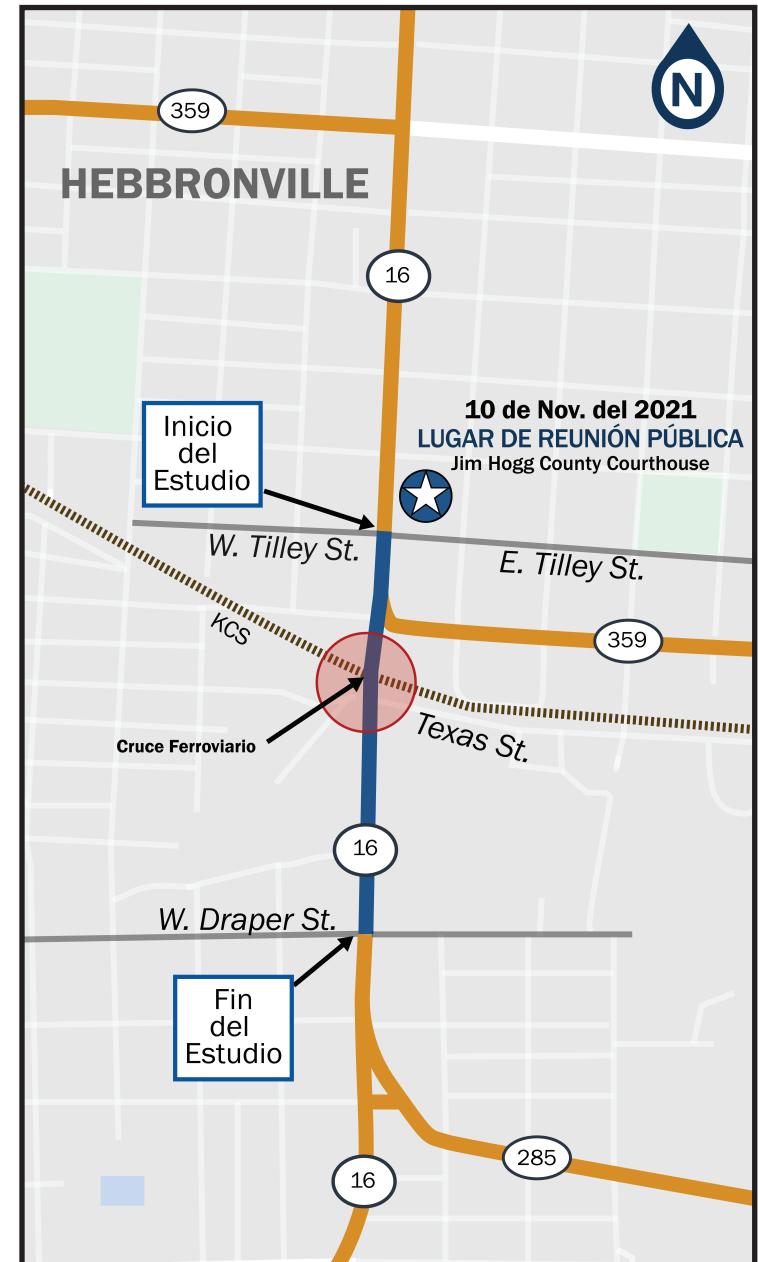 N
359
HEBBRONVILLE
16
10 de Nov. del 2021
LUGAR DE REUNIÓN PÚBLICA
Jim Hogg County Courthouse
Inicio
del
Estudio
W. Tilley St.
E. Tilley St.
KCS
359
Texas St.
Cruce Ferroviario
16
W. Draper St.
Fin
del
Estudio
285
16